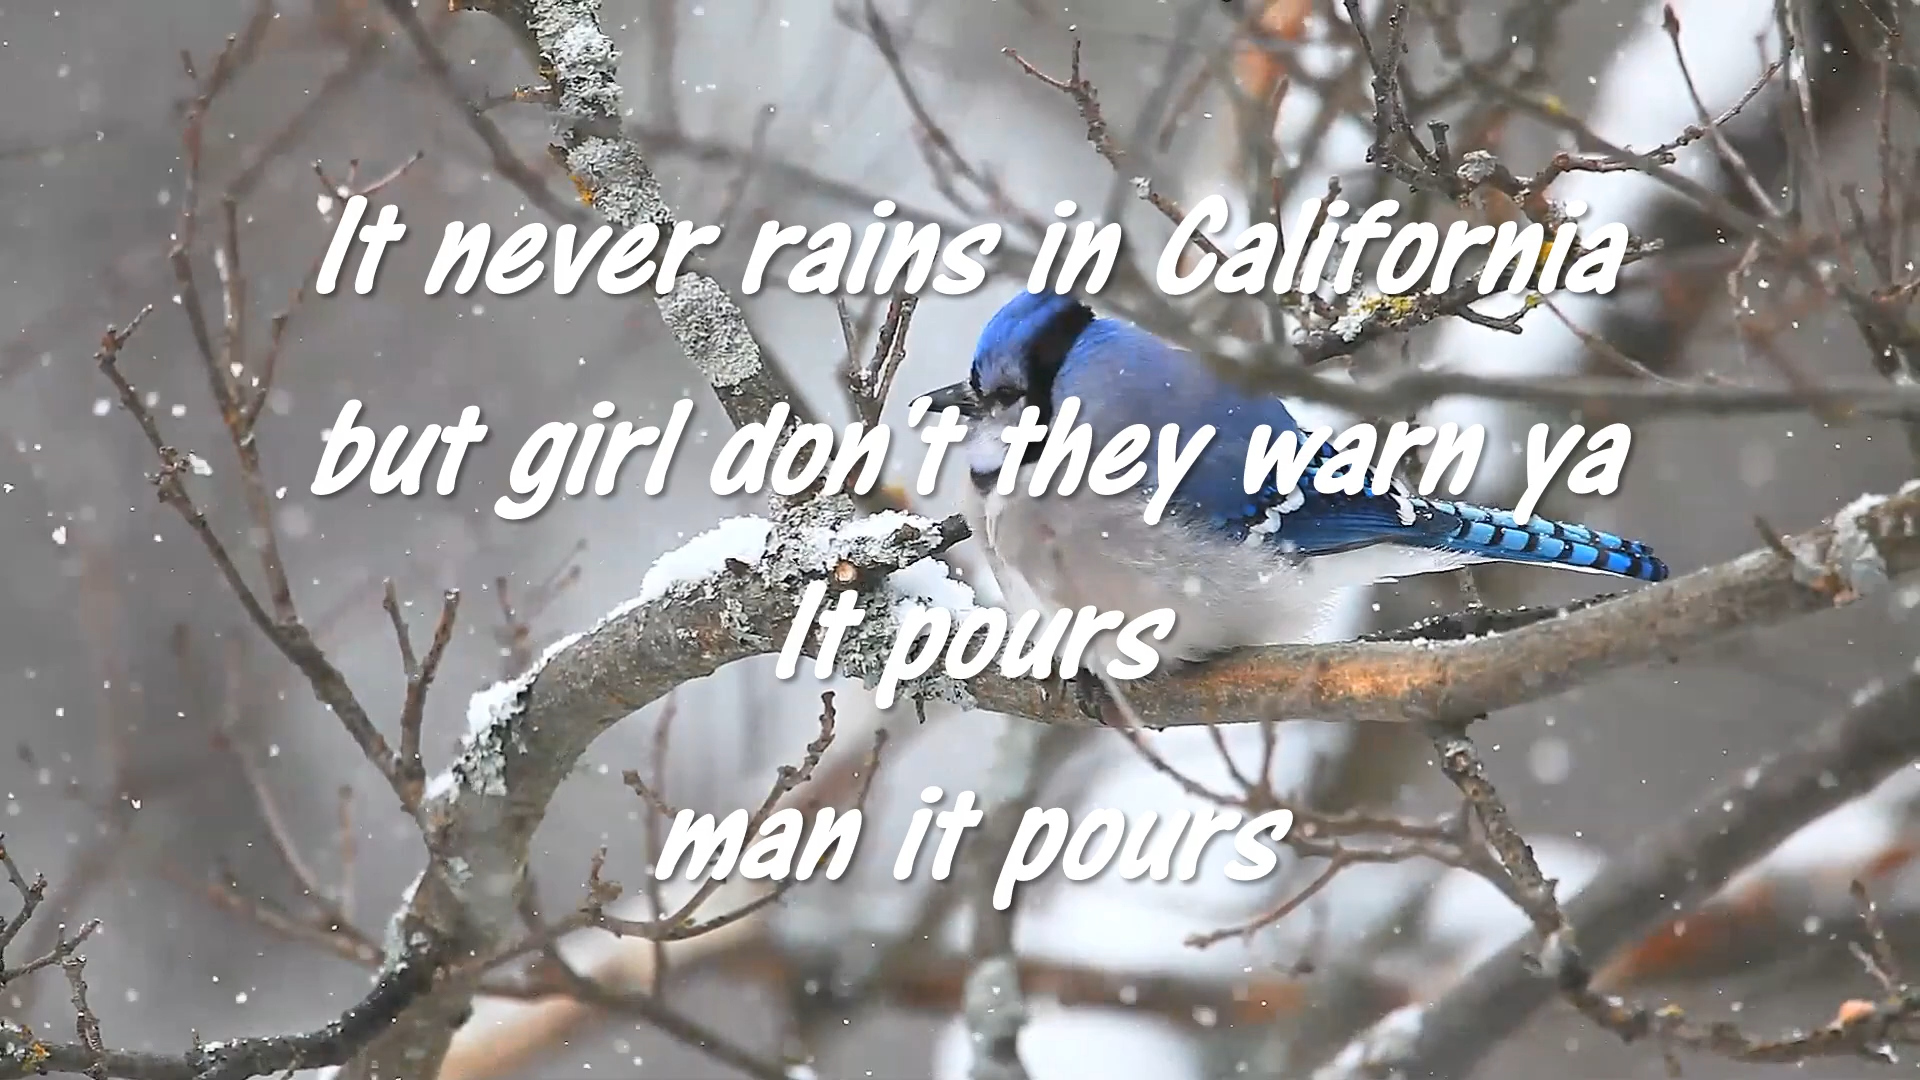 It never rains in California
but girl don't they warn ya
It pours
man it pours